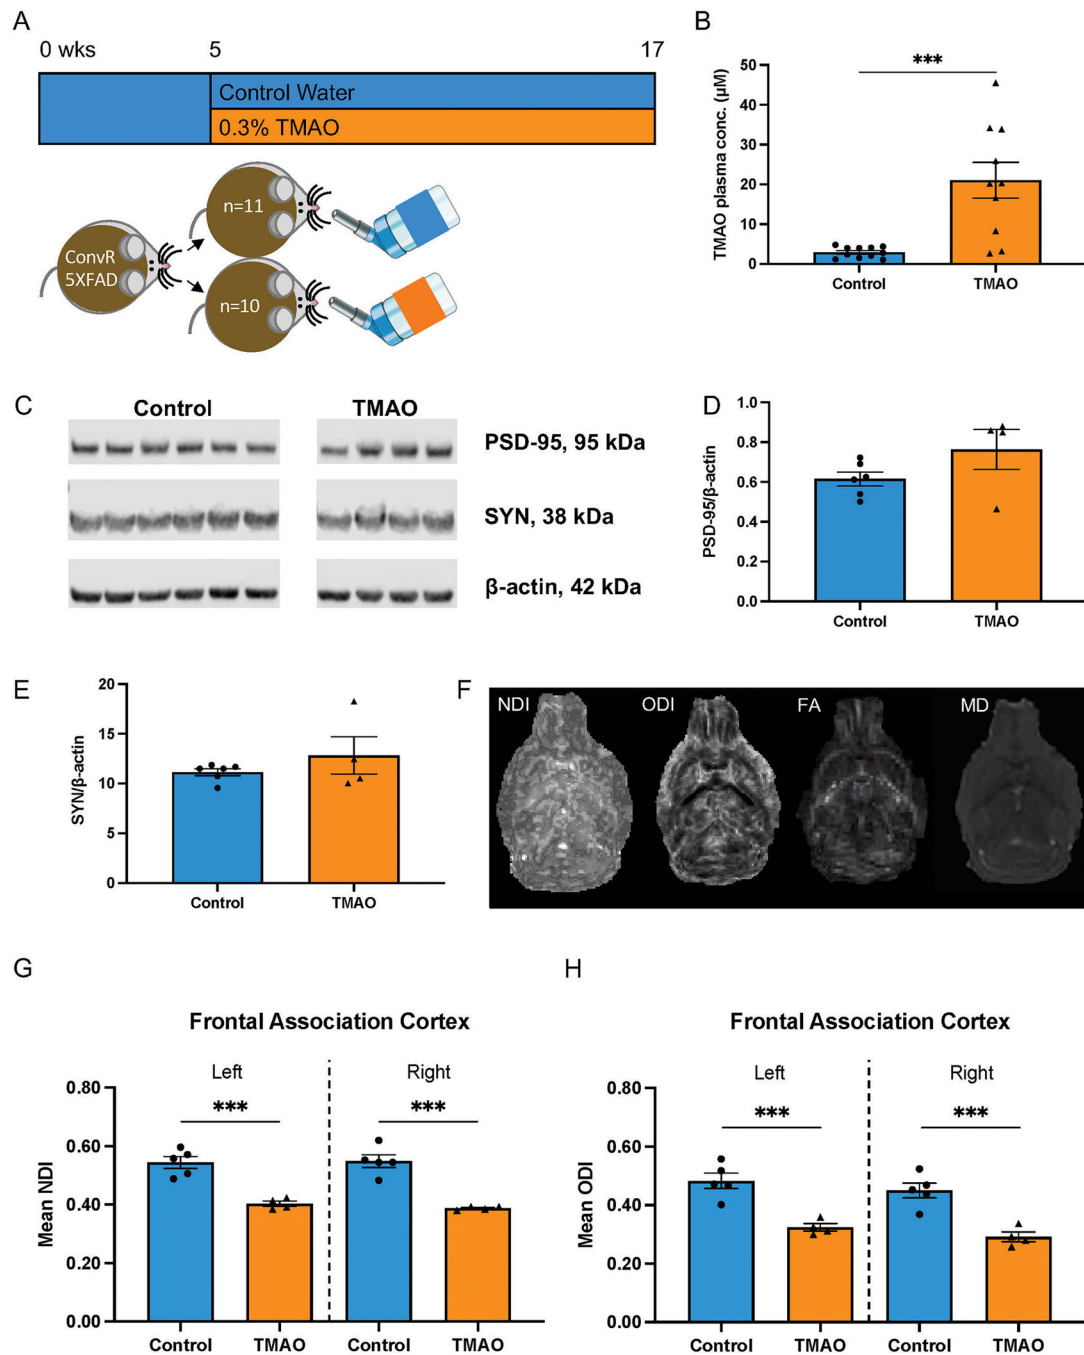 A
0 wks 5 17
Control Water
0.3% TMAO
ConvR
5XFAD
n=11
n=10
B
***
TMAO plasma conc. (μM)
50
40
30
20
10
0
Control TMAO
C
Control TMAO
PSD-95, 95 kDa
SYN, 38 kDa
β-actin, 42 kDa
D
PSD-95/β-actin
1.0
0.8
0.6
0.4
0.2
0.0
Control TMAO
E
SYN/β-actin
20
15
10
5
0
Control TMAO
F
NDI ODI FA MD
G
Frontal Association Cortex
Left Right
*** ***
Mean NDI
0.80
0.60
0.40
0.20
0.00
Control TMAO Control TMAO
H
Frontal Association Cortex
Left Right
*** ***
Mean ODI
0.80
0.60
0.40
0.20
0.00
Control TMAO Control TMAO